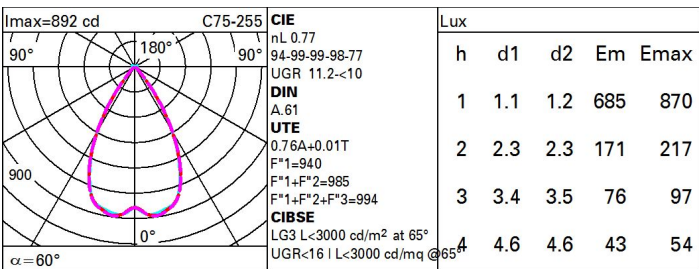 Imax=892 cd C75-255
90° 180° 90°
900
0°
α=60°
CIE
nL 0.77
94-99-99-98-77
UGR 11.2-<10
DIN
A.61
UTE
0.76A+0.01T
F"1=940
F"1+F"2=985
F"1+F"2+F"3=994
CIBSE
LG3 L<3000 cd/m² at 65°
UGR<16 | L<3000 cd/mq @65°
Lux
h d1 d2 Em Emax
1 1.1 1.2 685 870
2 2.3 2.3 171 217
3 3.4 3.5 76 97
4 4.6 4.6 43 54